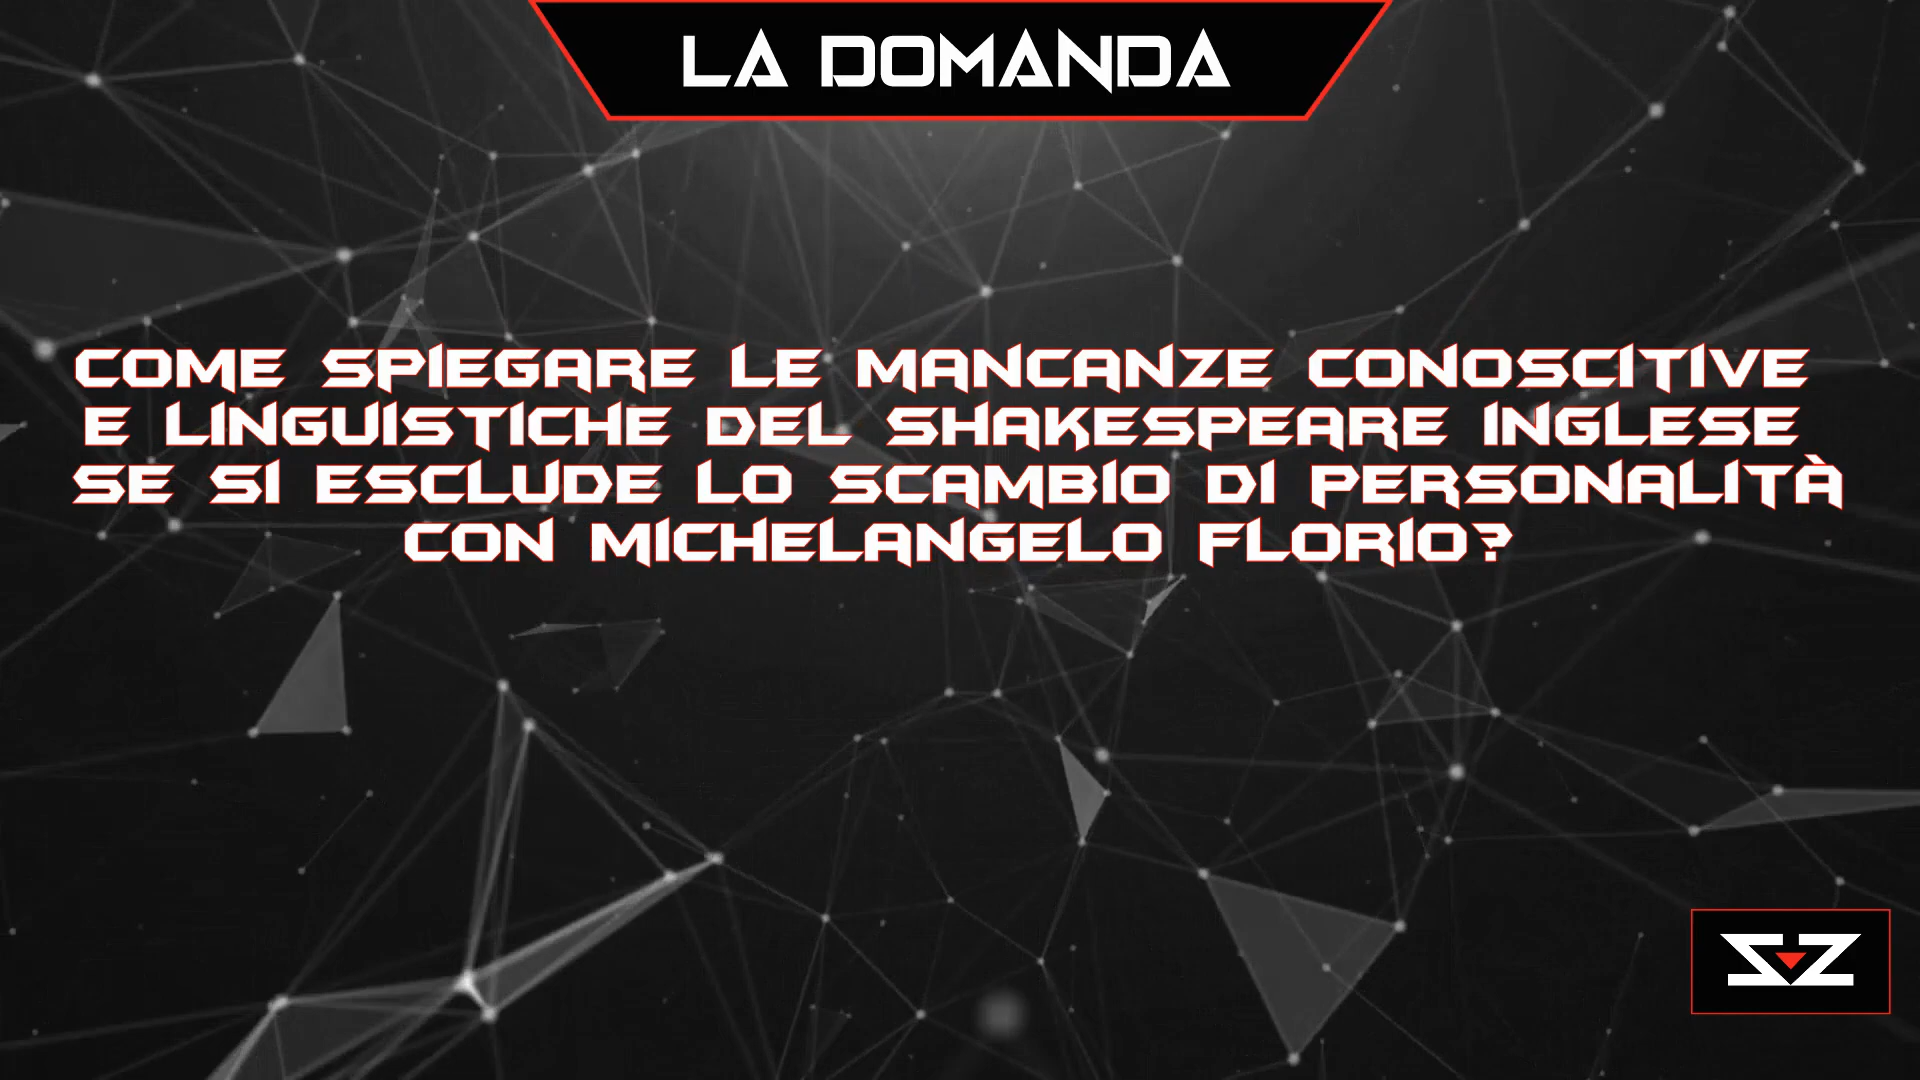 LA DOMANDA
COME SPIEGARE LE MANCANZE CONOSCITIVE
E LINGUISTICHE DEL SHAKESPEARE INGLESE
SE SI ESCLUDE LO SCAMBIO DI PERSONALITÀ
CON MICHELANGELO FLORIO?